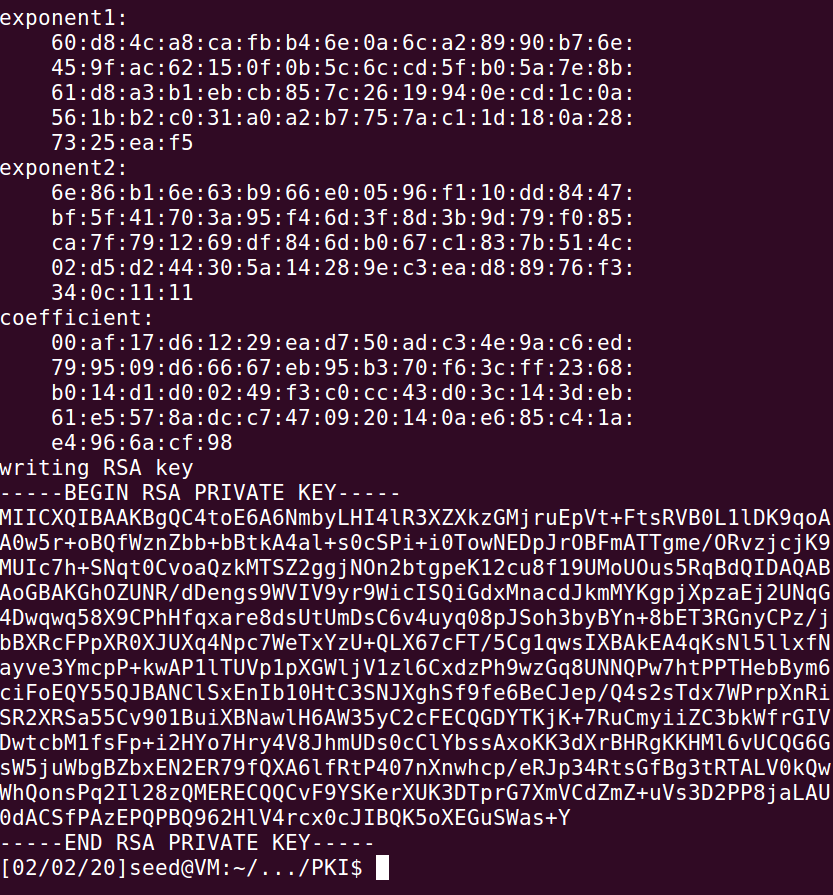 exponent1:
60:d8:4c:a8:ca:fb:b4:6e:0a:6c:a2:89:90:b7:6e:
45:9f:ac:62:15:0f:0b:5c:6c:cd:5f:b0:5a:7e:8b:
61:d8:a3:b1:eb:cb:85:7c:26:19:94:0e:cd:1c:0a:
56:1b:b2:c0:31:a0:a2:b7:75:7a:c1:1d:18:0a:28:
73:25:ea:f5
exponent2:
6e:86:b1:6e:63:b9:66:e0:05:96:f1:10:dd:84:47:
bf:5f:41:70:3a:95:f4:6d:3f:8d:3b:9d:79:f0:85:
ca:7f:79:12:69:df:84:6d:b0:67:c1:83:7b:51:4c:
02:d5:d2:44:30:5a:14:28:9e:c3:ea:d8:89:76:f3:
34:0c:11:11
coefficient:
00:af:17:d6:12:29:ea:d7:50:ad:c3:4e:9a:c6:ed:
79:95:09:d6:66:67:eb:95:b3:70:f6:3c:ff:23:68:
b0:14:d1:d0:02:49:f3:c0:cc:43:d0:3c:14:3d:eb:
61:e5:57:8a:dc:c7:47:09:20:14:0a:e6:85:c4:1a:
e4:96:6a:cf:98
writing RSA key
-----BEGIN RSA PRIVATE KEY-----
MIICXQIBAAKBgQC4toE6A6NmbyLHI4lR3XZXkzGMjruEpVt+FtsRVB0L1lDK9qoA
A0w5r+oBQfWznZbb+bBtkA4al+s0cSPi+i0TowNEDpJrOBFmATTgme/ORvzjcjK9
MUIc7h+SNqt0CvoaQzkMTSZ2ggjNOn2btgpeK12cu8f19UMoUOus5RqBdQIDAQAB
AoGBAKGhOZUNR/dDengs9WVIV9yr9WicISQiGdxMnacdJkmMYKgpjXpzaEj2UNqG
4Dwqwq58X9CPhHfqxare8dsUtUmDsC6v4uyq08pJSoh3byBYn+8bET3RGnyCPz/j
bBXRcFPpXR0XJUXq4Npc7WeTxYzU+QLX67cFT/5Cg1qwsIXBAkEA4qKsNl5llxfN
ayve3YmcpP+kwAP1lTUVp1pXGWljV1zl6CxdzPh9wzGq8UNNQPw7htPPTHebBym6
ciFoEQY55QJBANClSxEnIb10HtC3SNJXghSf9fe6BeCJep/Q4s2sTdx7WPrpXnRi
SR2XRSa55Cv901BuiXBNawlH6AW35yC2cFECQGDYTKjK+7RuCmyiiZC3bkWfrGIV
DwtcbM1fsFp+i2HYo7Hry4V8JhmUDs0cClYbssAxoKK3dXrBHRgKKHMl6vUCQG6G
sW5juWbgBZbxEN2ER79fQXA6lfRtP407nXnwhcp/eRJp34RtsGfBg3tRTALV0kQw
WhQonsPq2Il28zQMERECQQCvF9YSKerXUK3DTprG7XmVCdZmZ+uVs3D2PP8jaLAU
0dACSfPAzEPQPBQ962HlV4rcx0cJIBQK5oXEGuSWas+Y
-----END RSA PRIVATE KEY-----
[02/02/20]seed@VM:~/.../PKI$